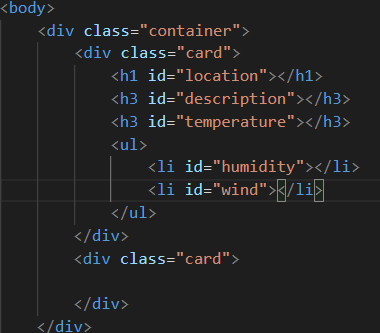 <body>
    <div class="container">
        <div class="card">
            <h1 id="location"></h1>
            <h3 id="description"></h3>
            <h3 id="temperature"></h3>
            <ul>
                <li id="humidity"></li>
                <li id="wind"></li>
            </ul>
        </div>
        <div class="card">

        </div>
    </div>